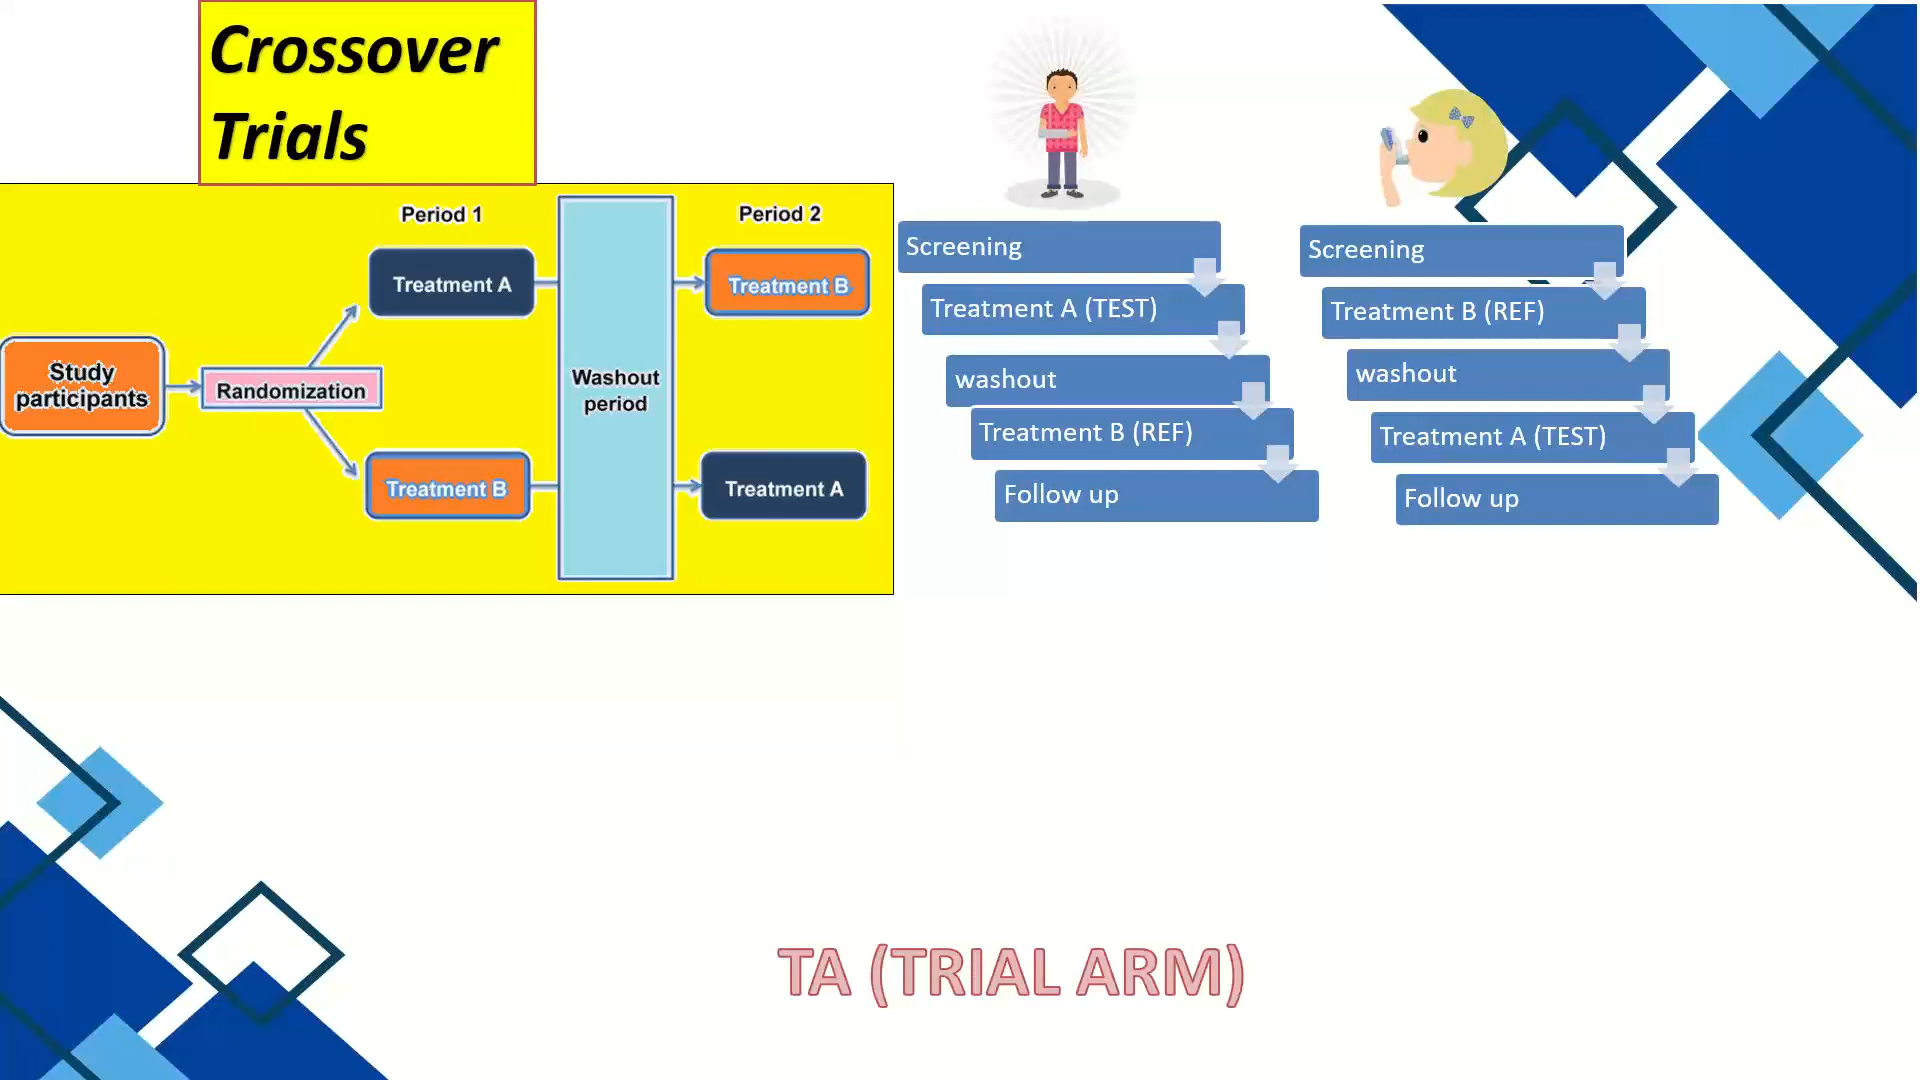 Crossover
Trials
Period 1
Period 2
Treatment A
Treatment B
Study
participants
Randomization
Washout
period
Treatment B
Treatment A
Screening
Treatment A (TEST)
washout
Treatment B (REF)
Follow up
Screening
Treatment B (REF)
washout
Treatment A (TEST)
Follow up
TA (TRIAL ARM)